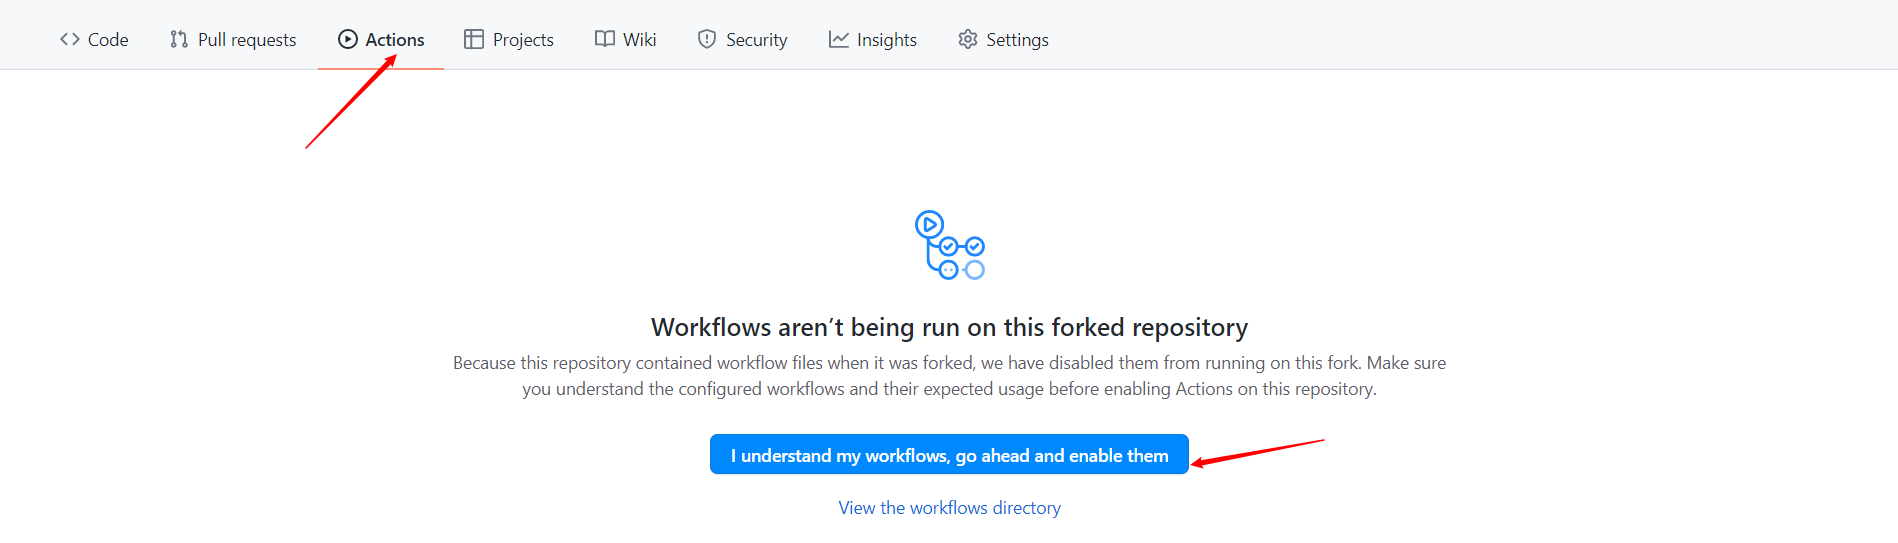 Code Pull requests Actions Projects Wiki Security Insights Settings
Workflows aren’t being run on this forked repository
Because this repository contained workflow files when it was forked, we have disabled them from running on this fork. Make sure
you understand the configured workflows and their expected usage before enabling Actions on this repository.
I understand my workflows, go ahead and enable them
View the workflows directory